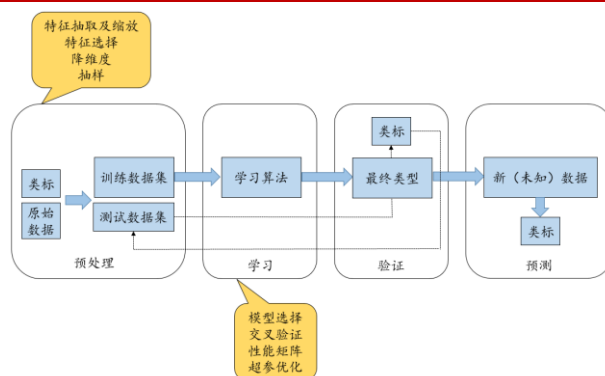 特征抽取及缩放
特征选择
降维度
抽样
类标
原始
数据
训练数据集
测试数据集
预处理
学习算法
学习
类标
最终类型
验证
新（未知）数据
类标
预测
模型选择
交叉验证
性能矩阵
超参优化